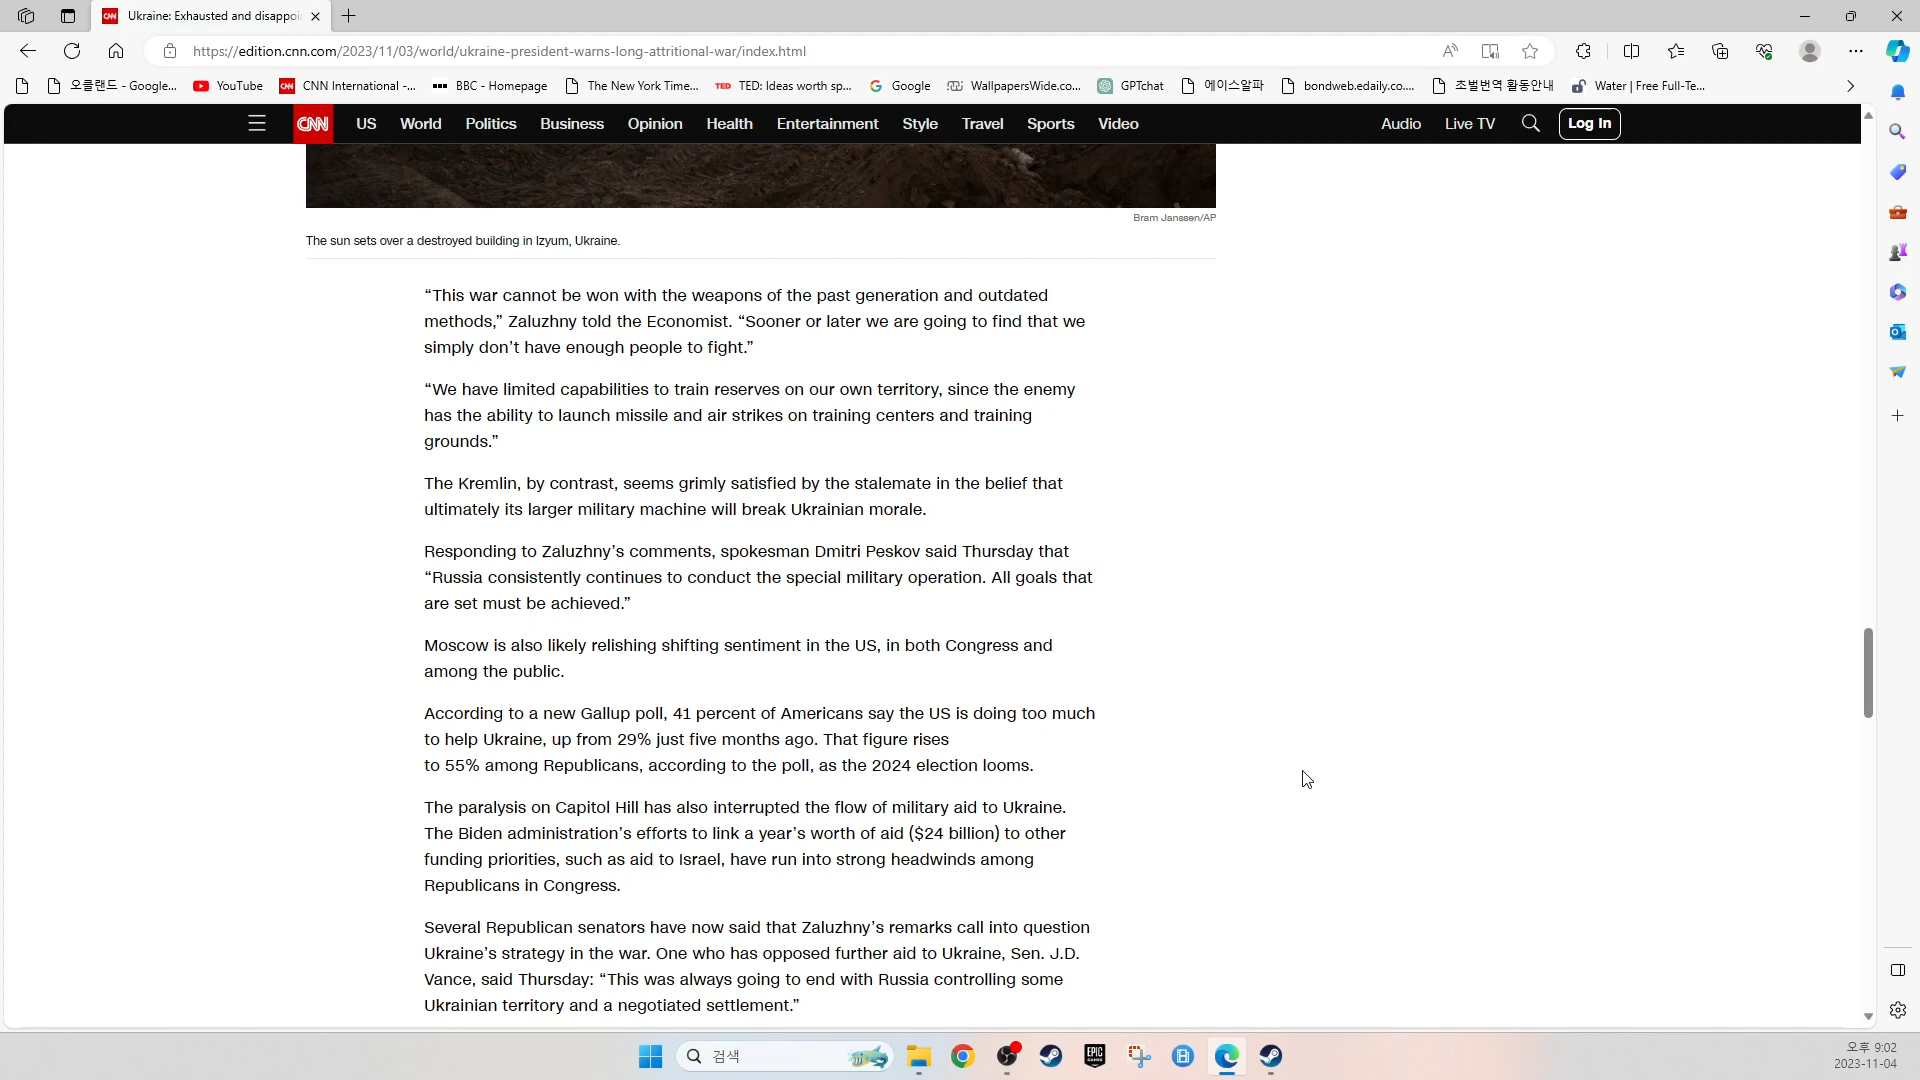 Ukraine: Exhausted and disappoi
https://edition.cnn.com/2023/11/03/world/ukraine-president-warns-long-attritional-war/index.html
오클랜드 - Google...
YouTube
CNN International -...
BBC - Homepage
The New York Time...
TED: Ideas worth sp...
Google
WallpapersWide.co...
GPTchat
에이스알파
bondweb.edaily.co....
초벌번역 활동안내
Water | Free Full-Te...
CNN
US
World
Politics
Business
Opinion
Health
Entertainment
Style
Travel
Sports
Video
Audio
Live TV
Log In
Bram Janssen/AP
The sun sets over a destroyed building in Izyum, Ukraine.
“This war cannot be won with the weapons of the past generation and outdated
methods,” Zaluzhny told the Economist. “Sooner or later we are going to find that we
simply don’t have enough people to fight.”
“We have limited capabilities to train reserves on our own territory, since the enemy
has the ability to launch missile and air strikes on training centers and training
grounds.”
The Kremlin, by contrast, seems grimly satisfied by the stalemate in the belief that
ultimately its larger military machine will break Ukrainian morale.
Responding to Zaluzhny’s comments, spokesman Dmitri Peskov said Thursday that
“Russia consistently continues to conduct the special military operation. All goals that
are set must be achieved.”
Moscow is also likely relishing shifting sentiment in the US, in both Congress and
among the public.
According to a new Gallup poll, 41 percent of Americans say the US is doing too much
to help Ukraine, up from 29% just five months ago. That figure rises
to 55% among Republicans, according to the poll, as the 2024 election looms.
The paralysis on Capitol Hill has also interrupted the flow of military aid to Ukraine.
The Biden administration’s efforts to link a year’s worth of aid ($24 billion) to other
funding priorities, such as aid to Israel, have run into strong headwinds among
Republicans in Congress.
Several Republican senators have now said that Zaluzhny’s remarks call into question
Ukraine’s strategy in the war. One who has opposed further aid to Ukraine, Sen. J.D.
Vance, said Thursday: “This was always going to end with Russia controlling some
Ukrainian territory and a negotiated settlement.”
검색
EPIC
GAMES
오후 9:02
2023-11-04